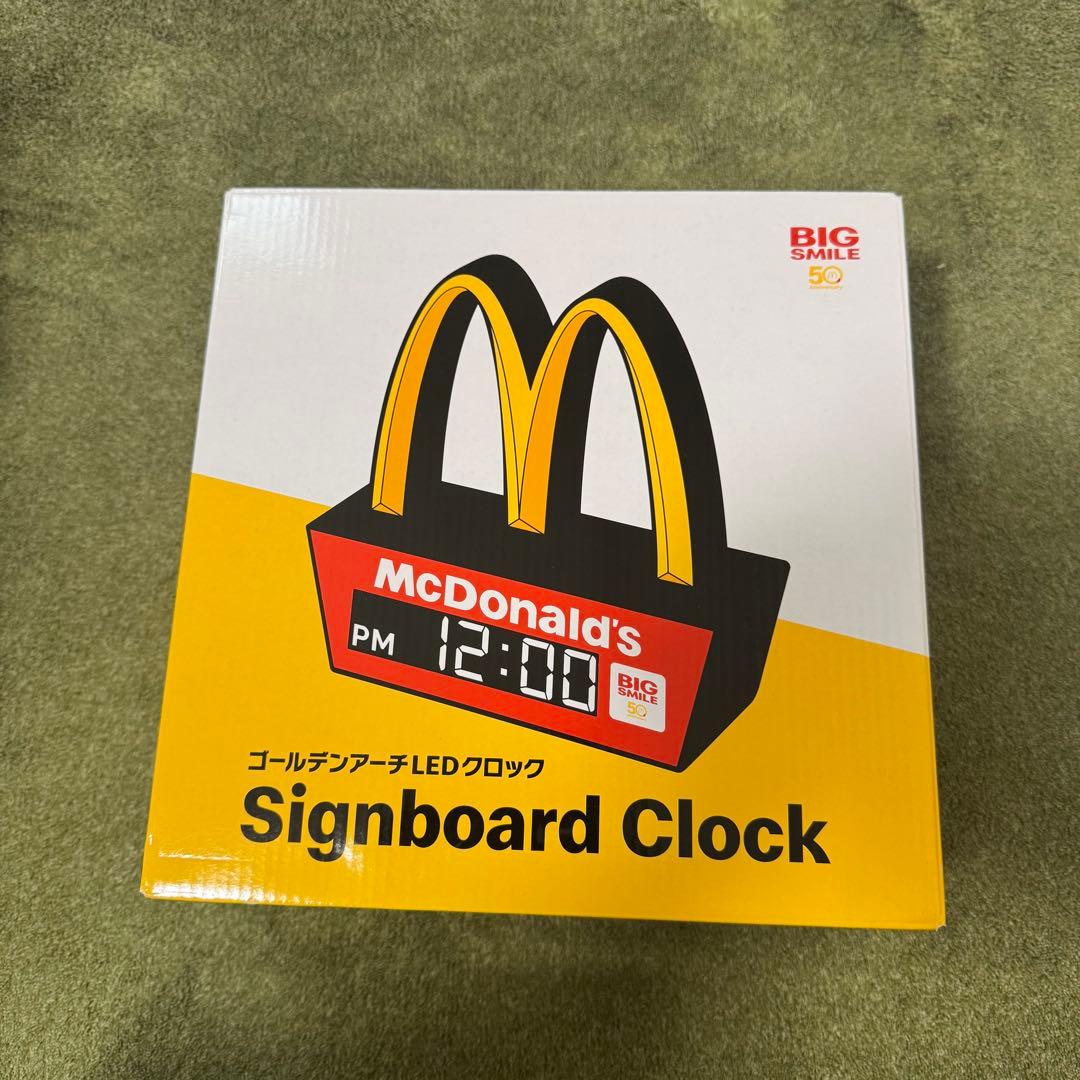 BIG
SMILE
50
Anniversary
McDonald's
PM 12:00
BIG
SMILE
50
ゴールデンアーチLEDクロック
Signboard Clock